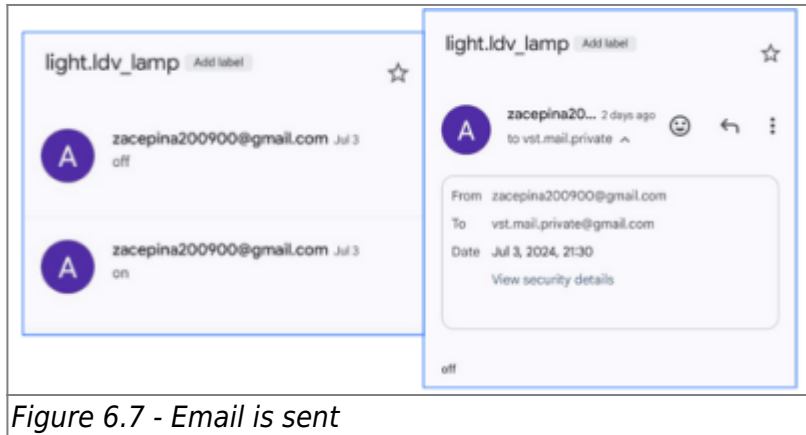 light.ldv_lamp Add label
A
zacepina200900@gmail.com Jul 3
off
A
zacepina200900@gmail.com Jul 3
on
light.ldv_lamp Add label
A
zacepina20... 2 days ago
to vst.mail.private
From zacepina200900@gmail.com
To vst.mail.private@gmail.com
Date Jul 3, 2024, 21:30
View security details
off
Figure 6.7 - Email is sent